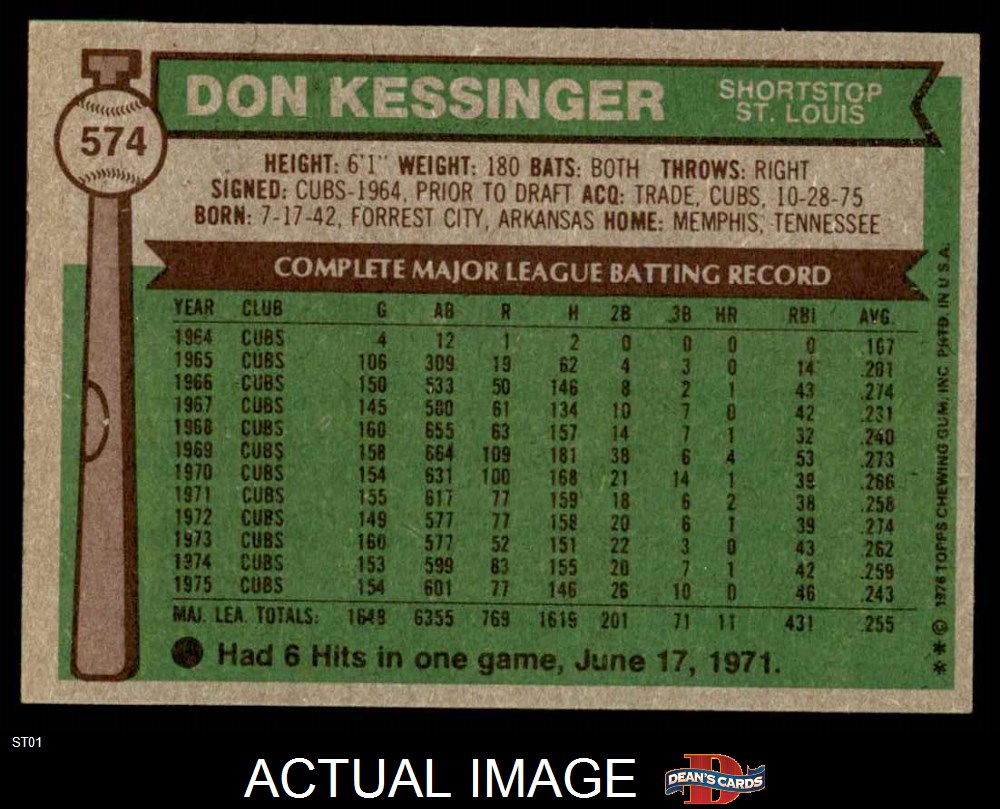 574
DON KESSINGER
SHORTSTOP
ST. LOUIS
HEIGHT: 6'1" WEIGHT: 180 BATS: BOTH THROWS: RIGHT
SIGNED: CUBS-1964, PRIOR TO DRAFT ACQ: TRADE, CUBS, 10-28-75
BORN: 7-17-42, FORREST CITY, ARKANSAS HOME: MEMPHIS, TENNESSEE
COMPLETE MAJOR LEAGUE BATTING RECORD
YEAR CLUB G AB R H 2B 3B HR RBI AVG.
1964 CUBS 4 12 1 2 0 0 0 0 .167
1965 CUBS 106 309 19 62 4 3 0 14 .201
1966 CUBS 150 533 50 146 8 2 1 43 .274
1967 CUBS 145 580 61 134 10 7 0 42 .231
1968 CUBS 160 655 63 157 14 7 1 32 .240
1969 CUBS 158 664 109 181 38 6 4 53 .273
1970 CUBS 154 631 100 168 21 14 1 39 .266
1971 CUBS 155 617 77 159 18 6 2 38 .258
1972 CUBS 149 577 77 158 20 6 1 39 .274
1973 CUBS 160 577 52 151 22 3 0 43 .262
1974 CUBS 153 599 83 155 20 7 1 42 .259
1975 CUBS 154 601 77 146 26 10 0 46 .243
MAJ. LEA. TOTALS: 1648 6355 769 1619 201 71 11 431 .255
Had 6 Hits in one game, June 17, 1971.
** © 1976 TOPPS CHEWING GUM, INC. PRTD. IN U.S.A.
ST01
ACTUAL IMAGE
DEAN'S CARDS